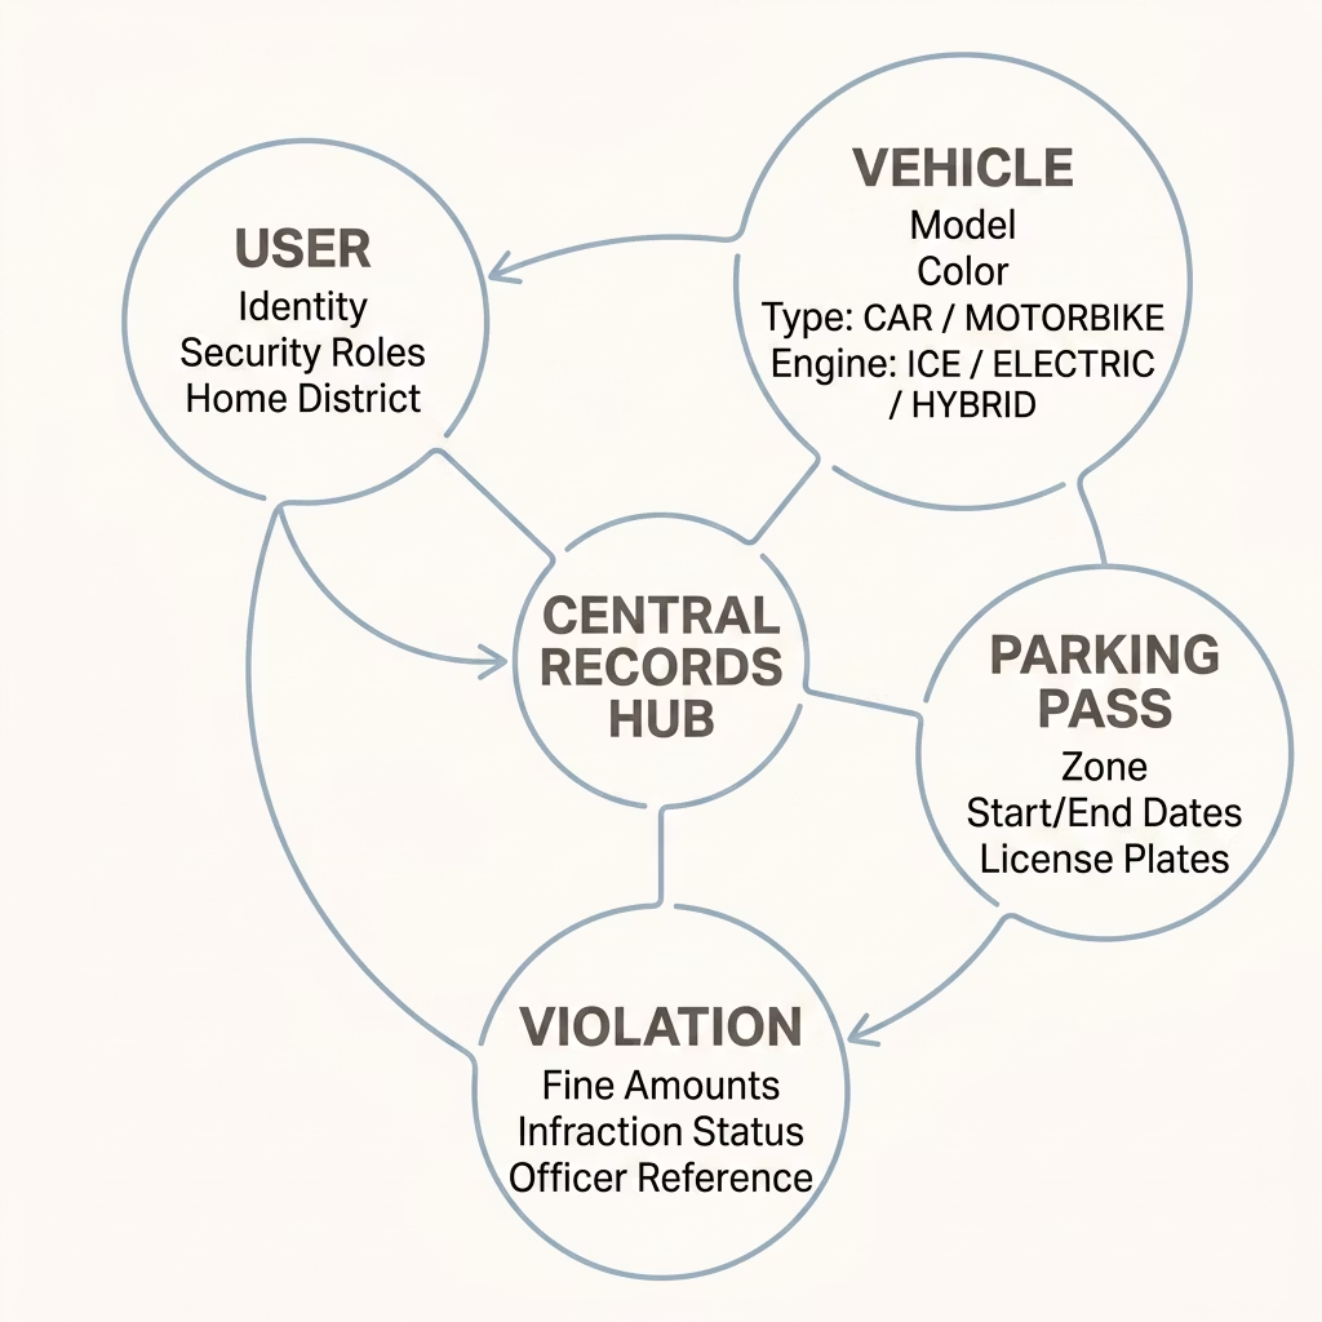 USER
Identity
Security Roles
Home District
VEHICLE
Model
Color
Type: CAR / MOTORBIKE
Engine: ICE / ELECTRIC
/ HYBRID
CENTRAL
RECORDS
HUB
PARKING
PASS
Zone
Start/End Dates
License Plates
VIOLATION
Fine Amounts
Infraction Status
Officer Reference